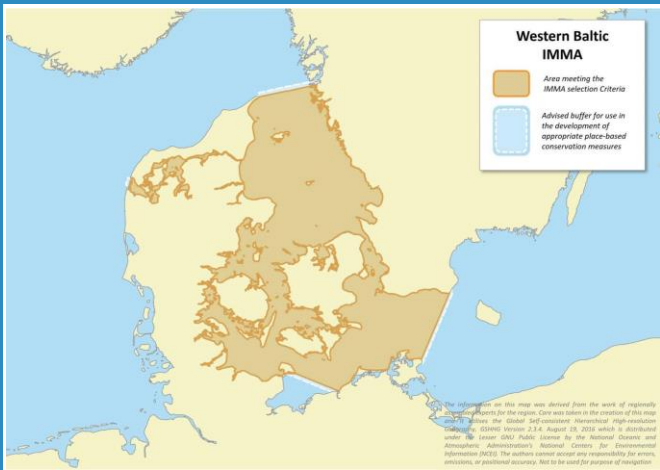 Western Baltic
IMMA
Area meeting the
IMMA selection Criteria
Advised buffer for use in
the development of
appropriate place-based
conservation measures
The information on this map was derived from the work of regionally
experts for the region. Care was taken in the creation of this map
utilises the Global Self-consistent Hierarchical High-resolution
GSHHG Version 2.3.4. August 19, 2016 which is distributed
under the Lesser GNU Public License by the National Oceanic and
Atmospheric Administration's National Centers for Environmental
Information (NCEI). The authors cannot accept any responsibility for errors,
omissions, or positional accuracy. Not to be used for purpose of navigation